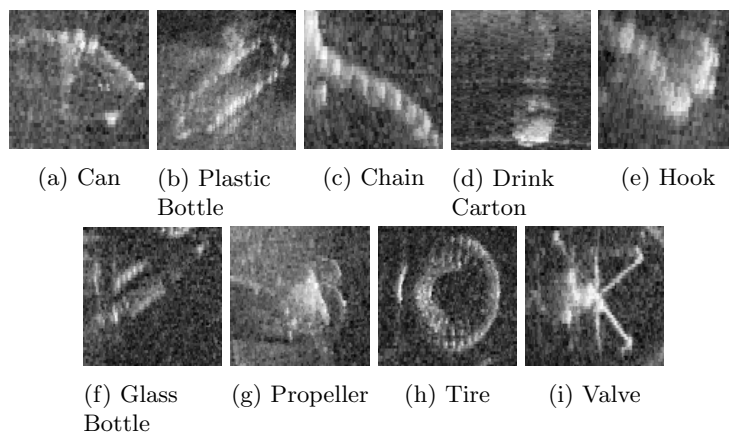 (a) Can
(b) Plastic
Bottle
(c) Chain
(d) Drink
Carton
(e) Hook
(f) Glass
Bottle
(g) Propeller
(h) Tire
(i) Valve